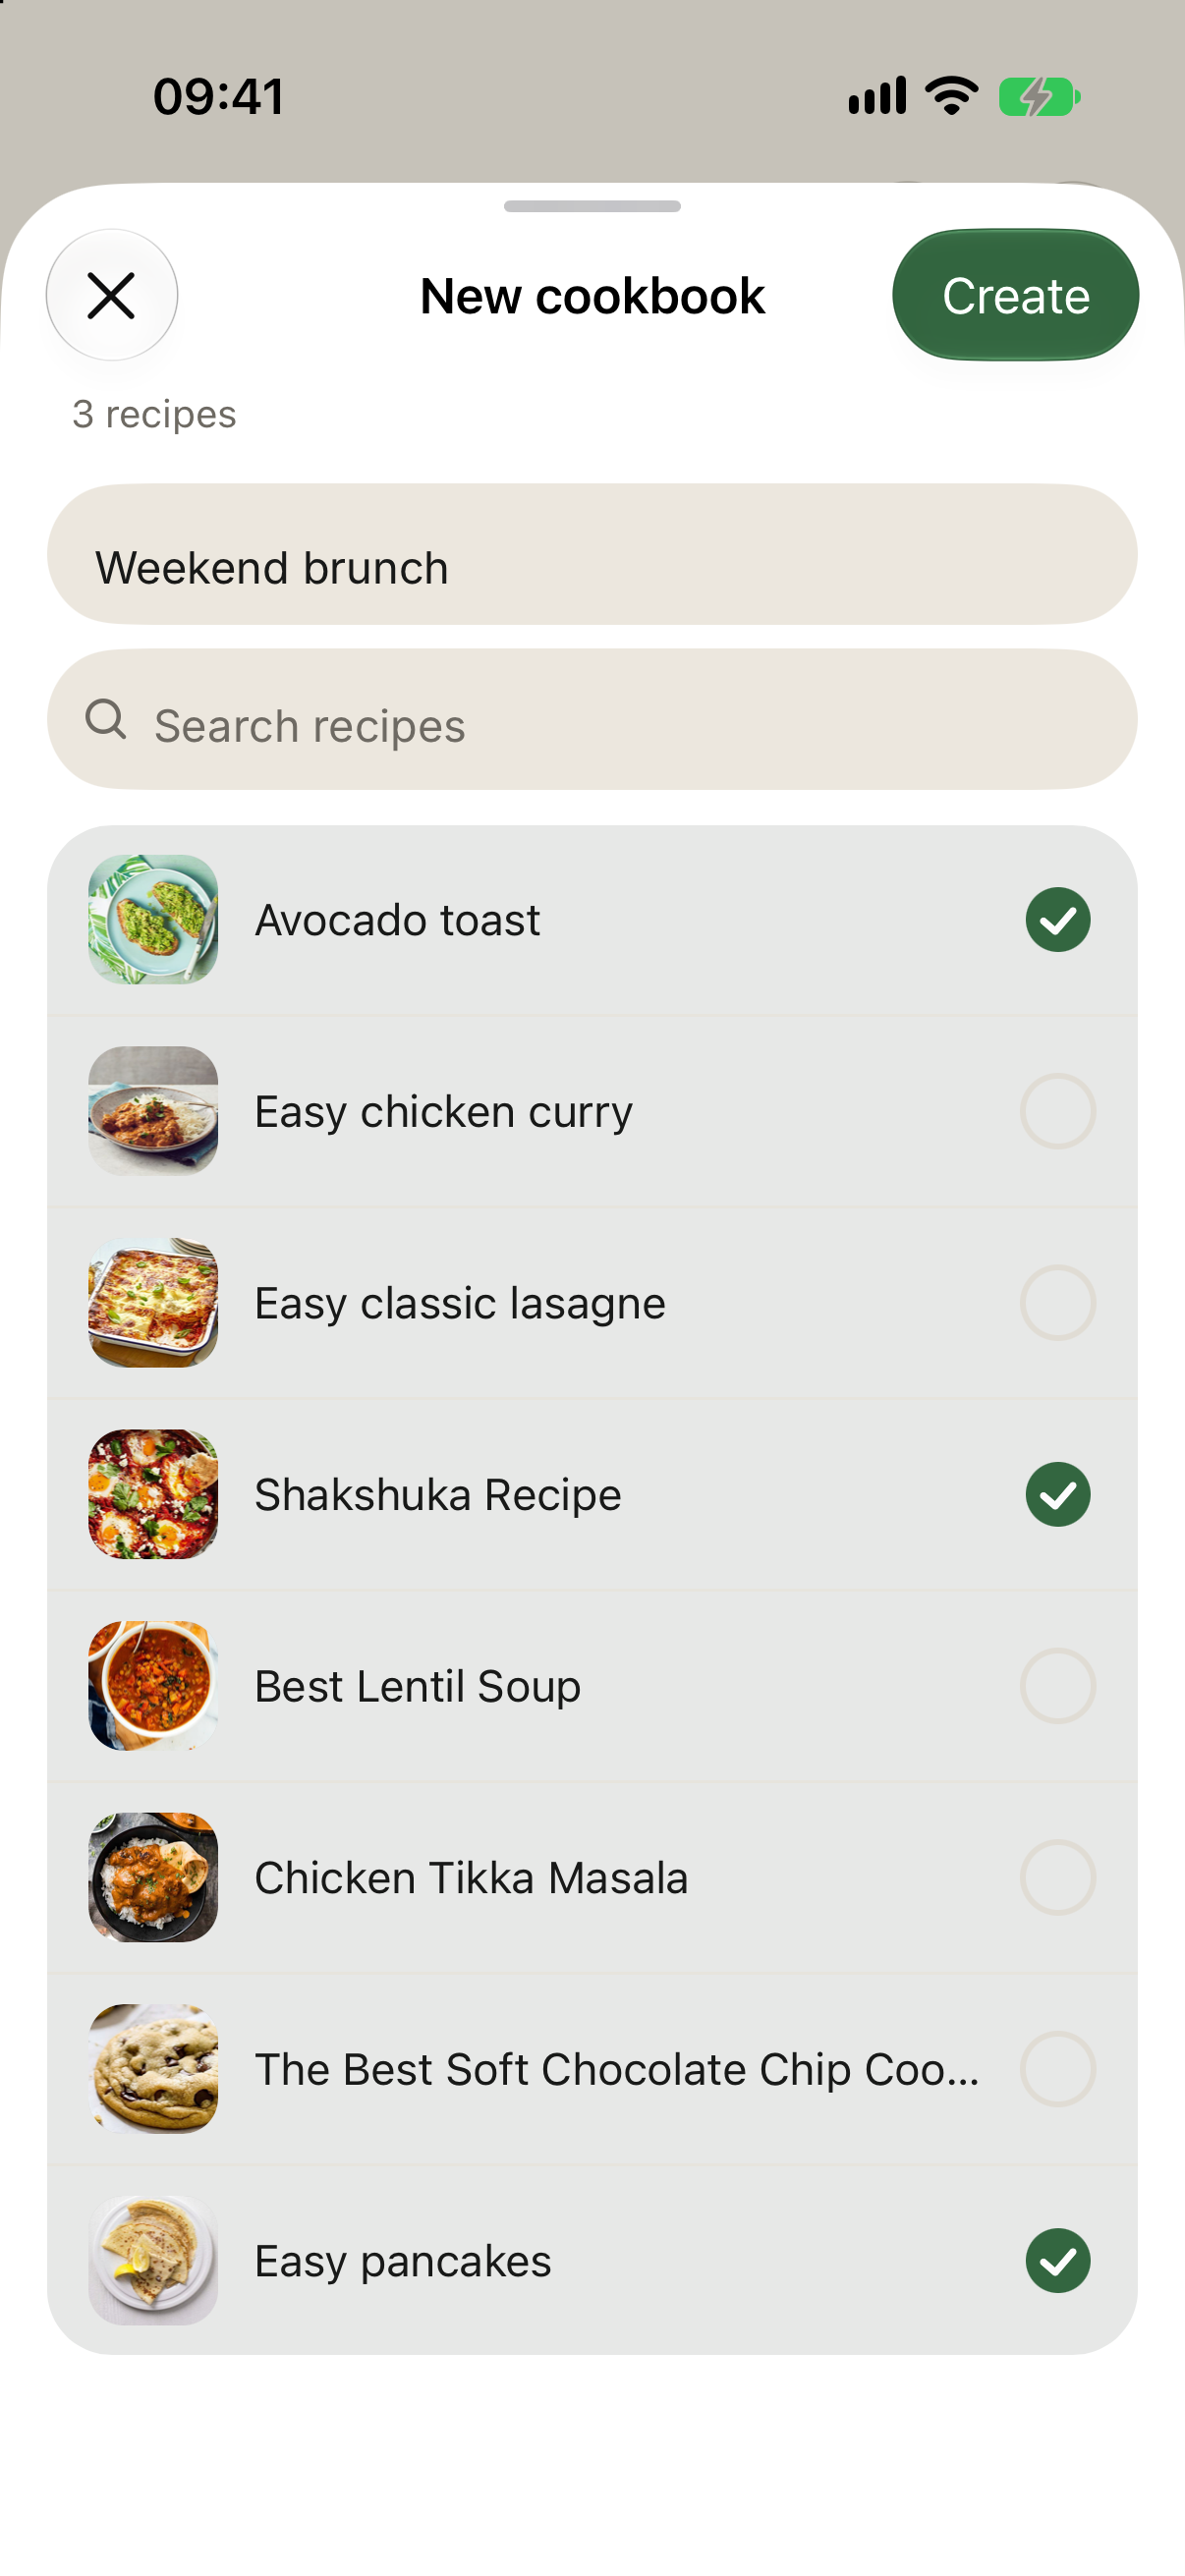 09:41
New cookbook
Create
3 recipes
Weekend brunch
Search recipes
Avocado toast
Easy chicken curry
Easy classic lasagne
Shakshuka Recipe
Best Lentil Soup
Chicken Tikka Masala
The Best Soft Chocolate Chip Coo...
Easy pancakes